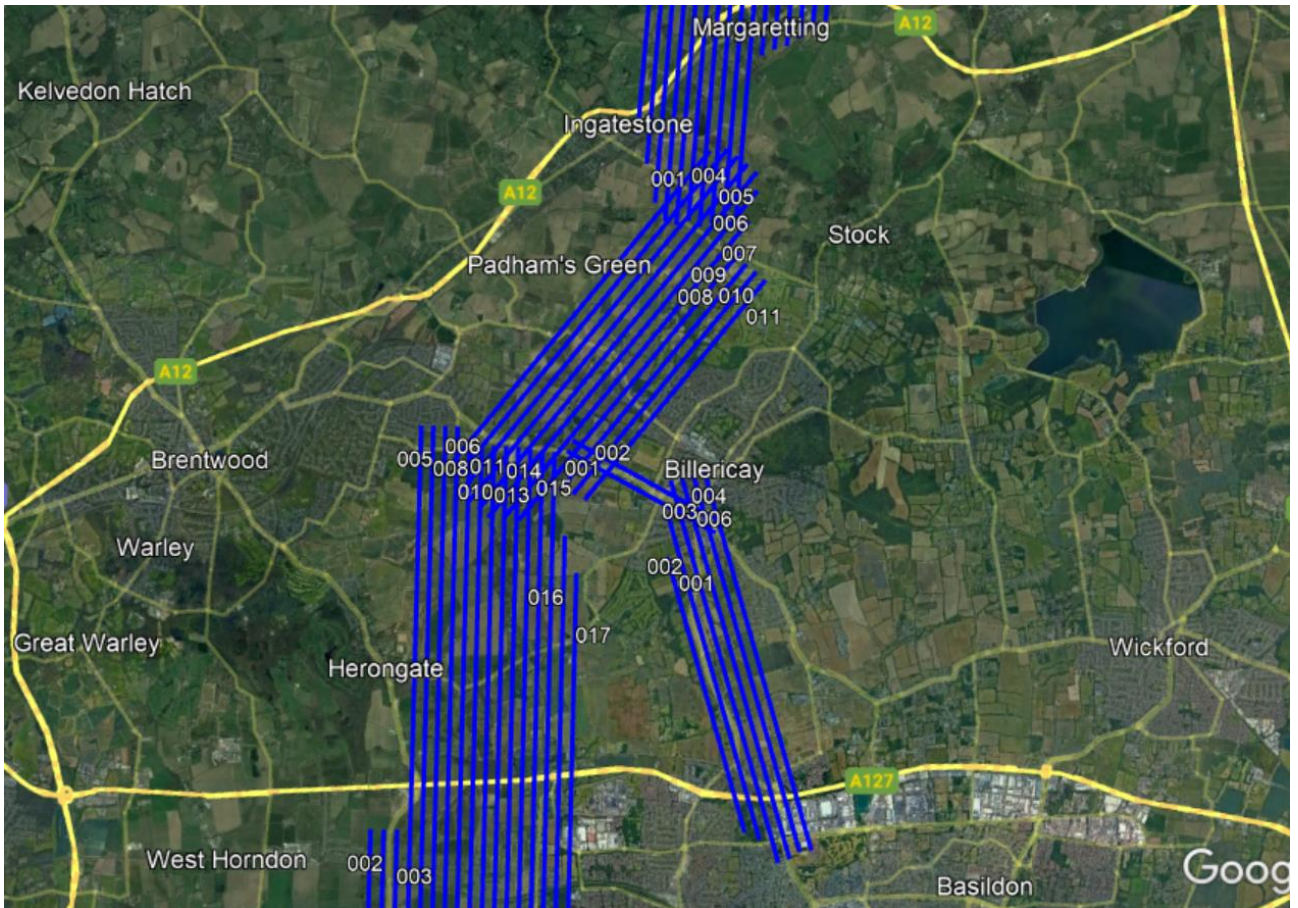 Margaretting
A12
Kelvedon Hatch
Ingatestone
001
004
A12
005
006
Stock
007
Padham's Green
009
008
010
011
A12
006
002
Brentwood
005
008
011
014
001
Billericay
010
013
015
004
003
006
Warley
002
001
016
017
Great Warley
Herongate
Wickford
A127
West Horndon
002
003
Basildon
Goog